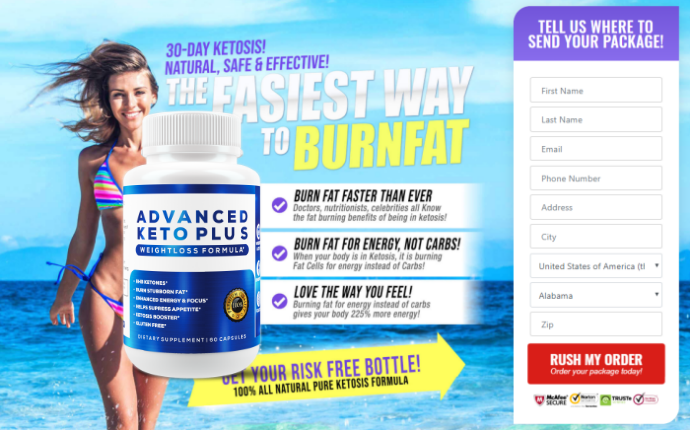 30-DAY KETOSIS!
NATURAL, SAFE & EFFECTIVE!
THE EASIEST WAY
TO BURNFAT
ADVANCED
KETO PLUS
WEIGHTLOSS FORMULA*
BHB KETONES*
BURN STUBBORN FAT*
ENHANCED ENERGY & FOCUS*
HELPS SUPPRESS APPETITE*
KETOSIS BOOSTER*
GLUTEN FREE*
DIETARY SUPPLEMENT | 60 CAPSULES
BURN FAT FASTER THAN EVER
Doctors, nutritionists, celebrities all Know
the fat burning benefits of being in ketosis!
BURN FAT FOR ENERGY, NOT CARBS!
When your body is in Ketosis, it is burning
Fat Cells for energy instead of Carbs!
LOVE THE WAY YOU FEEL!
Burning fat for energy instead of carbs
gives your body 225% more energy!
GET YOUR RISK FREE BOTTLE!
100% ALL NATURAL PURE KETOSIS FORMULA
TELL US WHERE TO
SEND YOUR PACKAGE!
First Name
Last Name
Email
Phone Number
Address
City
United States of America (tl
Alabama
Zip
RUSH MY ORDER
Order your package today!
McAfee
SECURE
Norton
TRUSTe